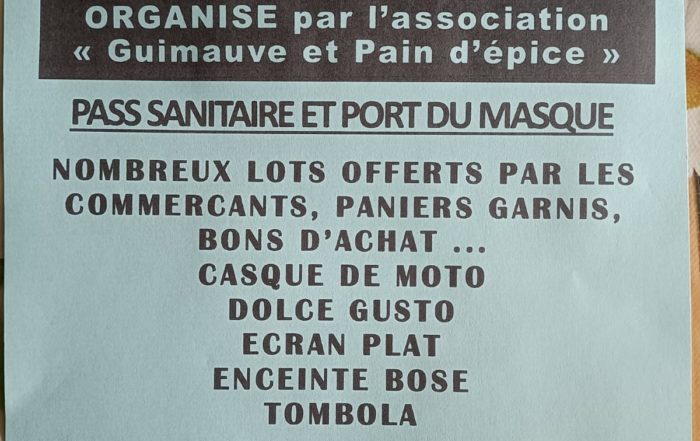 ORGANISE par l'association
« Guimauve et Pain d'épice »
PASS SANITAIRE ET PORT DU MASQUE
NOMBREUX LOTS OFFERTS PAR LES
COMMERCANTS, PANIERS GARNIS,
BONS D'ACHAT ...
CASQUE DE MOTO
DOLCE GUSTO
ECRAN PLAT
ENCEINTE BOSE
TOMBOLA